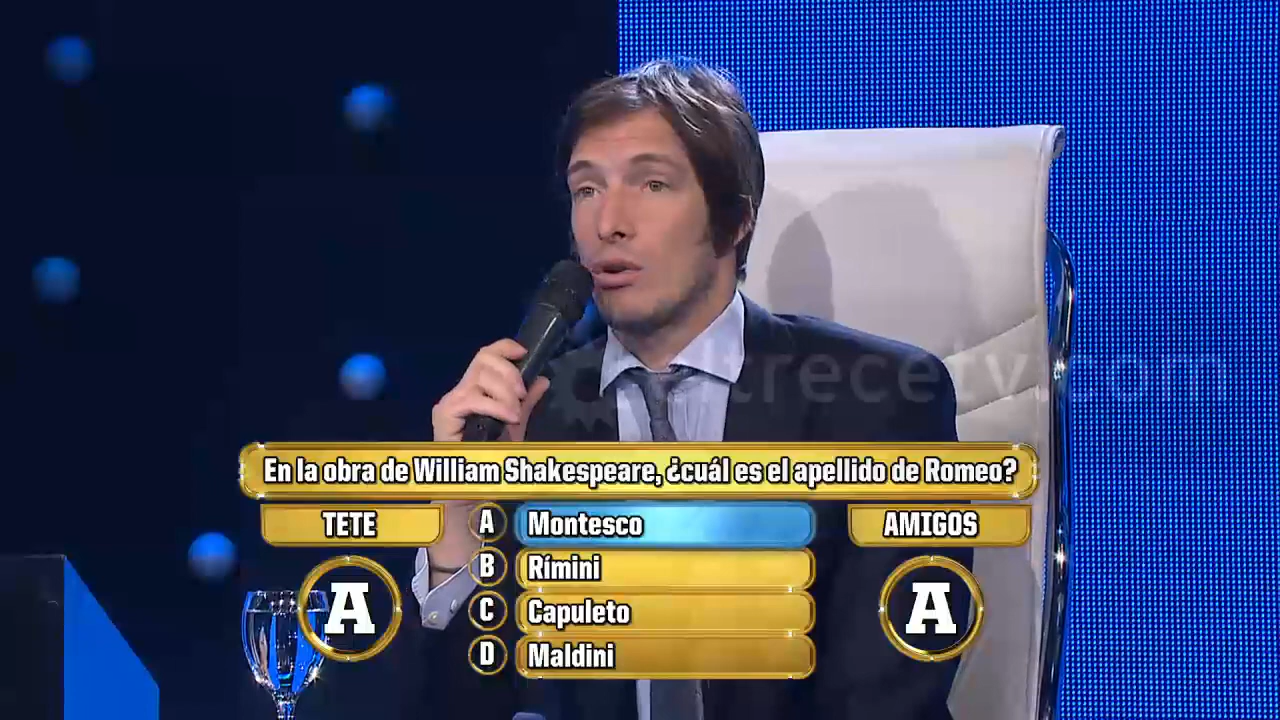 eltrecetv.com
En la obra de William Shakespeare, ¿cuál es el apellido de Romeo?
TETE
A Montesco
AMIGOS
B Rímini
A
C Capuleto
A
D Maldini